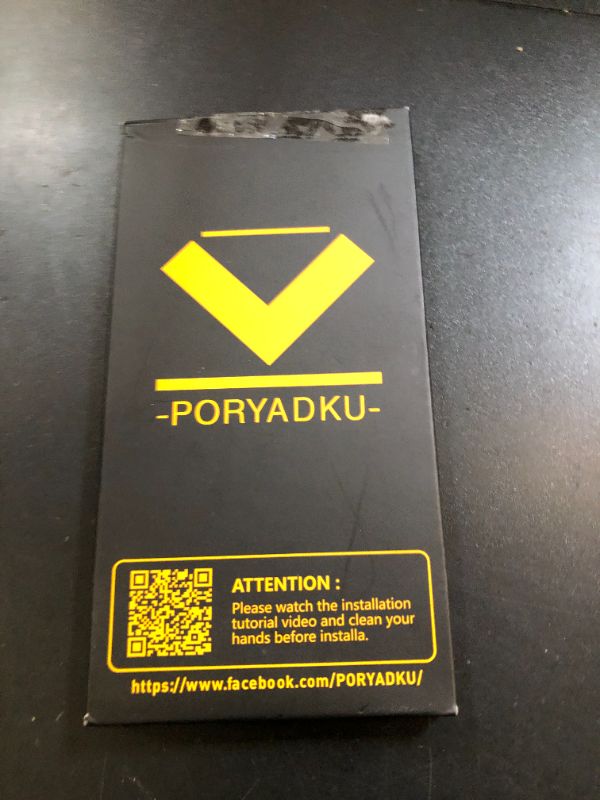 -PORYADKU-
ATTENTION :
Please watch the installation
tutorial video and clean your
hands before installa.
https://www.facebook.com/PORYADKU/